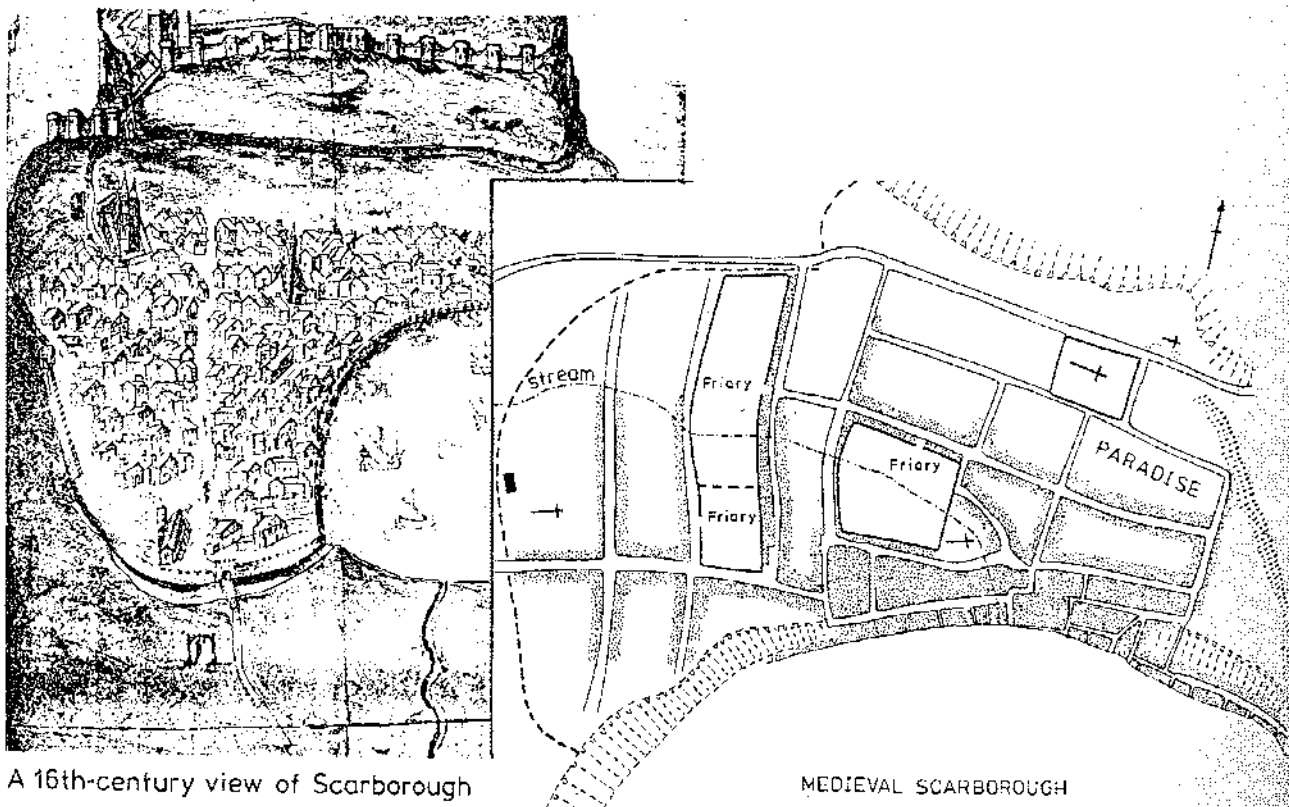 stream
Friary
Friary
Friary
PARADISE
A 16th-century view of Scarborough
MEDIEVAL SCARBOROUGH